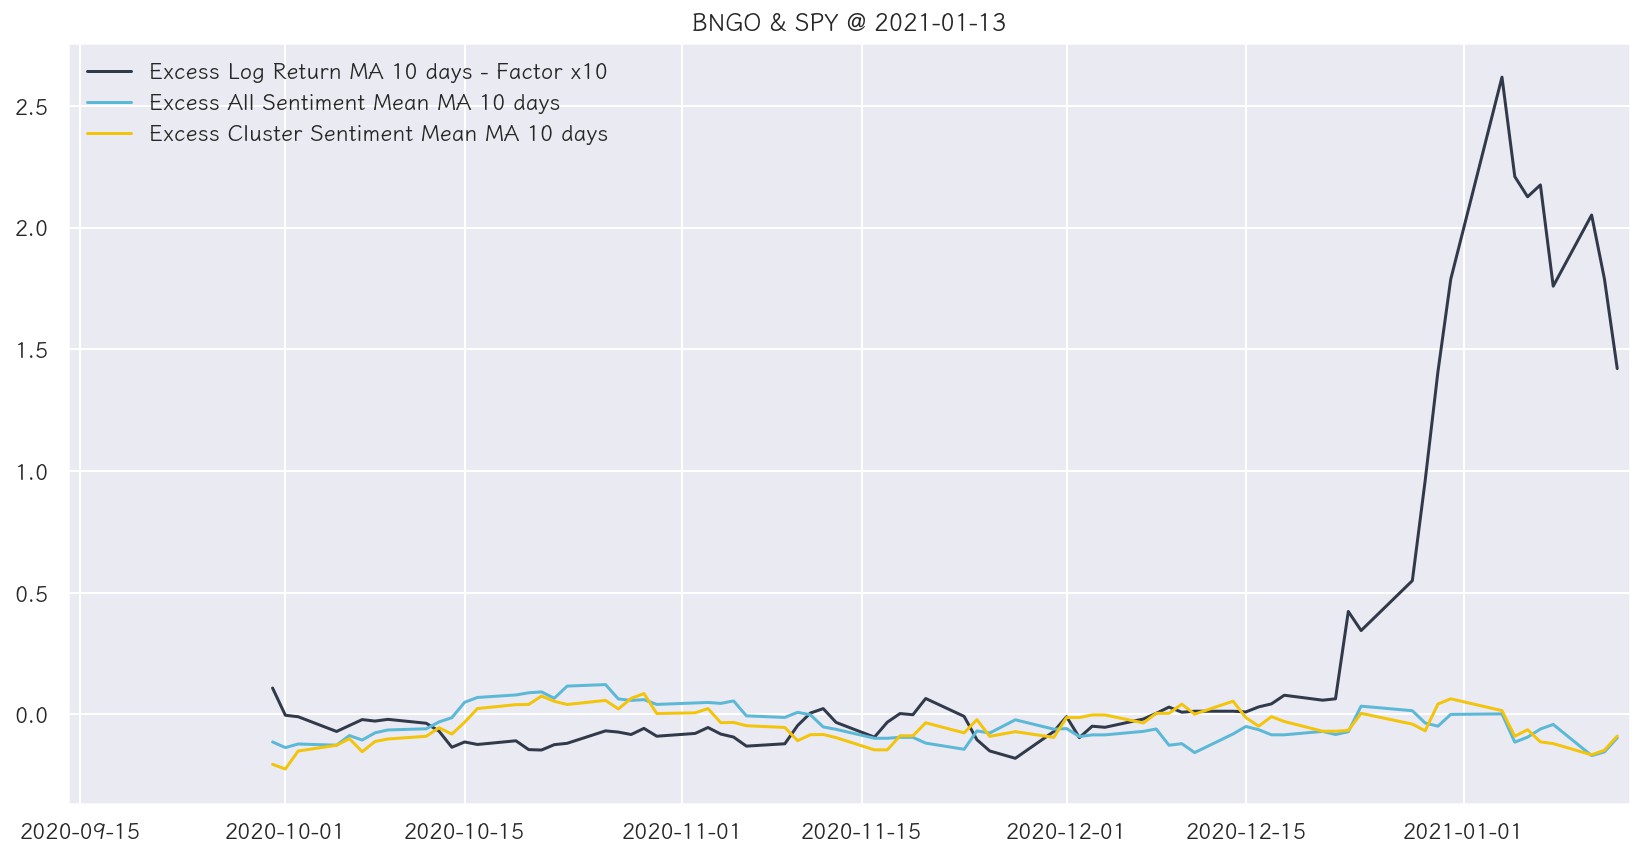 BNGO & SPY @ 2021-01-13
Excess Log Return MA 10 days - Factor x10
Excess All Sentiment Mean MA 10 days
Excess Cluster Sentiment Mean MA 10 days
2.5
2.0
1.5
1.0
0.5
0.0
2020-09-15 2020-10-01 2020-10-15 2020-11-01 2020-11-15 2020-12-01 2020-12-15 2021-01-01